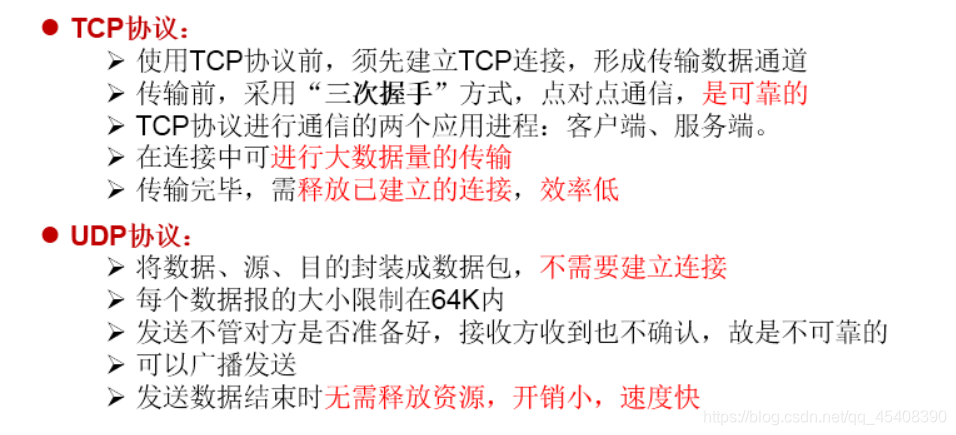 ● TCP协议：
➢ 使用TCP协议前，须先建立TCP连接，形成传输数据通道
➢ 传输前，采用“三次握手”方式，点对点通信，是可靠的
➢ TCP协议进行通信的两个应用进程：客户端、服务端。
➢ 在连接中可进行大数据量的传输
➢ 传输完毕，需释放已建立的连接，效率低
● UDP协议：
➢ 将数据、源、目的封装成数据包，不需要建立连接
➢ 每个数据报的大小限制在64K内
➢ 发送不管对方是否准备好，接收方收到也不确认，故是不可靠的
➢ 可以广播发送
➢ 发送数据结束时无需释放资源，开销小，速度快
https://blog.csdn.net/qq_45408390